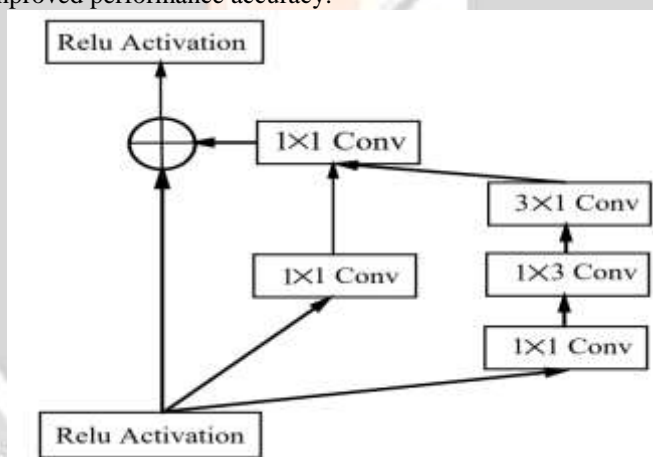 mproved performance accuracy.
Relu Activation
1×1 Conv
3×1 Conv
1×1 Conv
1×3 Conv
1×1 Conv
Relu Activation